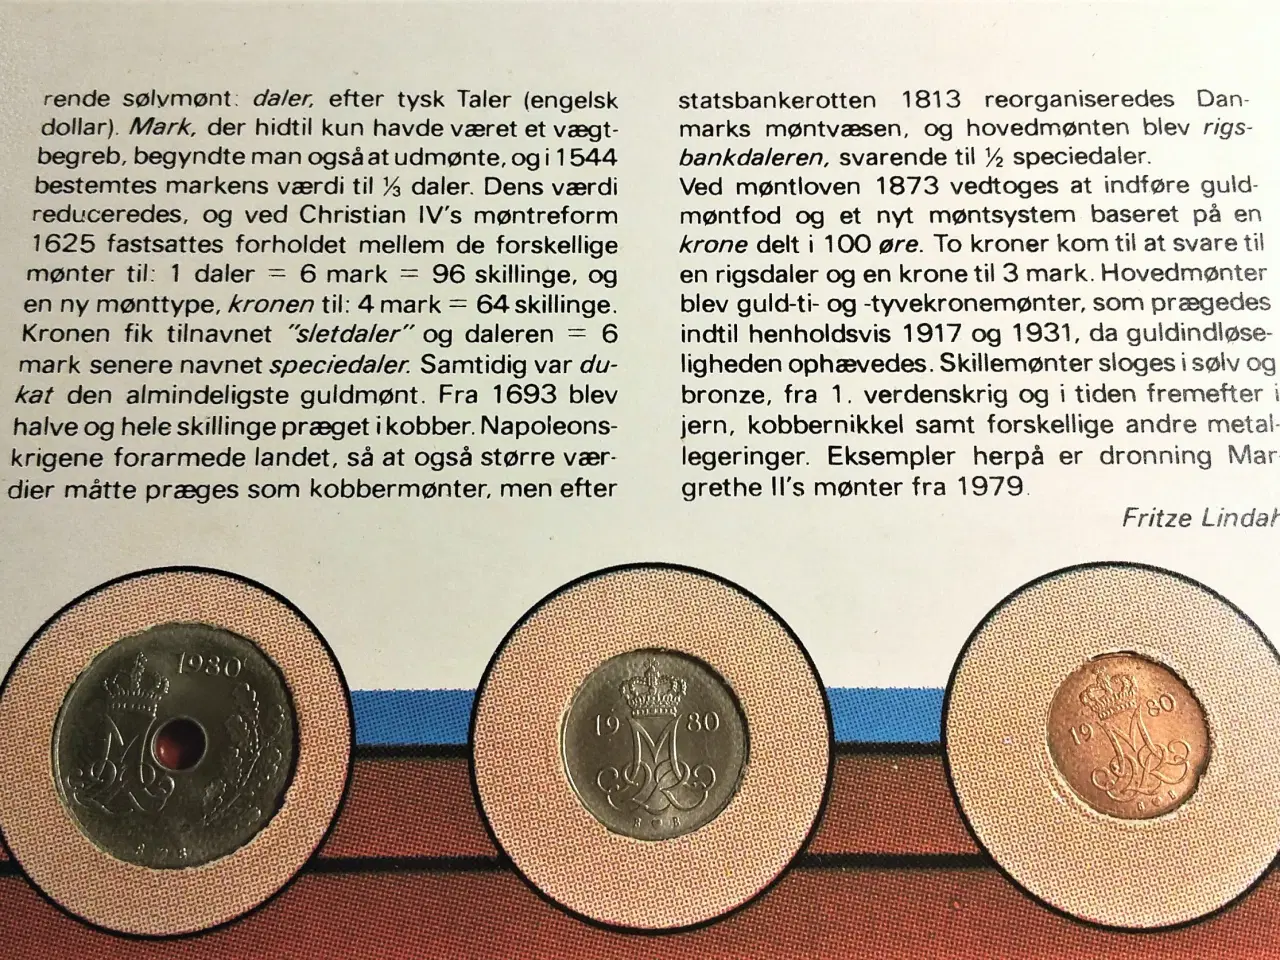 rende sølvmønt: daler, efter tysk Taler (engelsk
dollar). Mark, der hidtil kun havde været et vægt-
begreb, begyndte man også at udmønte, og i 1544
bestemtes markens værdi til ⅓ daler. Dens værdi
reduceredes, og ved Christian IV's møntreform
1625 fastsattes forholdet mellem de forskellige
mønter til: 1 daler = 6 mark = 96 skillinge, og
en ny mønttype, kronen til: 4 mark = 64 skillinge.
Kronen fik tilnavnet "sletdaler" og daleren = 6
mark senere navnet speciedaler. Samtidig var du-
kat den almindeligste guldmønt. Fra 1693 blev
halve og hele skillinge præget i kobber. Napoleons-
krigene forarmede landet, så at også større vær-
dier måtte præges som kobbermønter, men efter
statsbankerotten 1813 reorganiseredes Dan-
marks møntvæsen, og hovedmønten blev rigs-
bankdaleren, svarende til ½ speciedaler.
Ved møntloven 1873 vedtoges at indføre guld-
møntfod og et nyt møntsystem baseret på en
krone delt i 100 øre. To kroner kom til at svare til
en rigsdaler og en krone til 3 mark. Hovedmønter
blev guld-ti- og -tyvekronemønter, som prægedes
indtil henholdsvis 1917 og 1931, da guldindløse-
ligheden ophævedes. Skillemønter sloges i sølv og
bronze, fra 1. verdenskrig og i tiden fremefter i
jern, kobbernikkel samt forskellige andre metal-
legeringer. Eksempler herpå er dronning Mar
grethe II's mønter fra 1979.
Fritze Lindah
1980
19 80
B ♥ B
19 80
B ♥ B